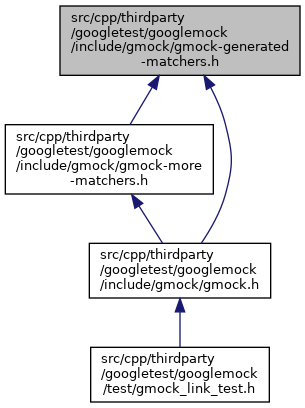 src/cpp/thirdparty
/googletest/googlemock
/include/gmock/gmock-generated
-matchers.h
src/cpp/thirdparty
/googletest/googlemock
/include/gmock/gmock-more
-matchers.h
src/cpp/thirdparty
/googletest/googlemock
/include/gmock/gmock.h
src/cpp/thirdparty
/googletest/googlemock
/test/gmock_link_test.h